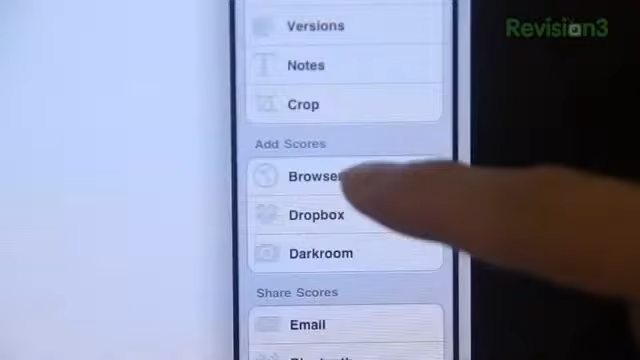 Revision3
Versions
Notes
Crop
Add Scores
Browser
Dropbox
Darkroom
Share Scores
Email